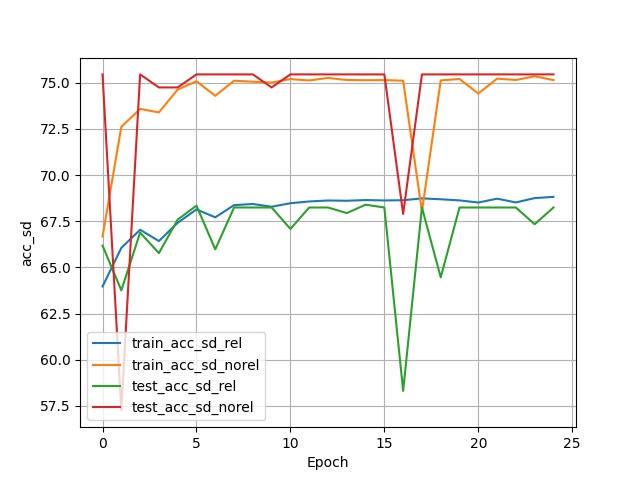 75.0
72.5
70.0
67.5
65.0
62.5
60.0
57.5
acc_sd
train_acc_sd_rel
train_acc_sd_norel
test_acc_sd_rel
test_acc_sd_norel
0 5 10 15 20 25
Epoch